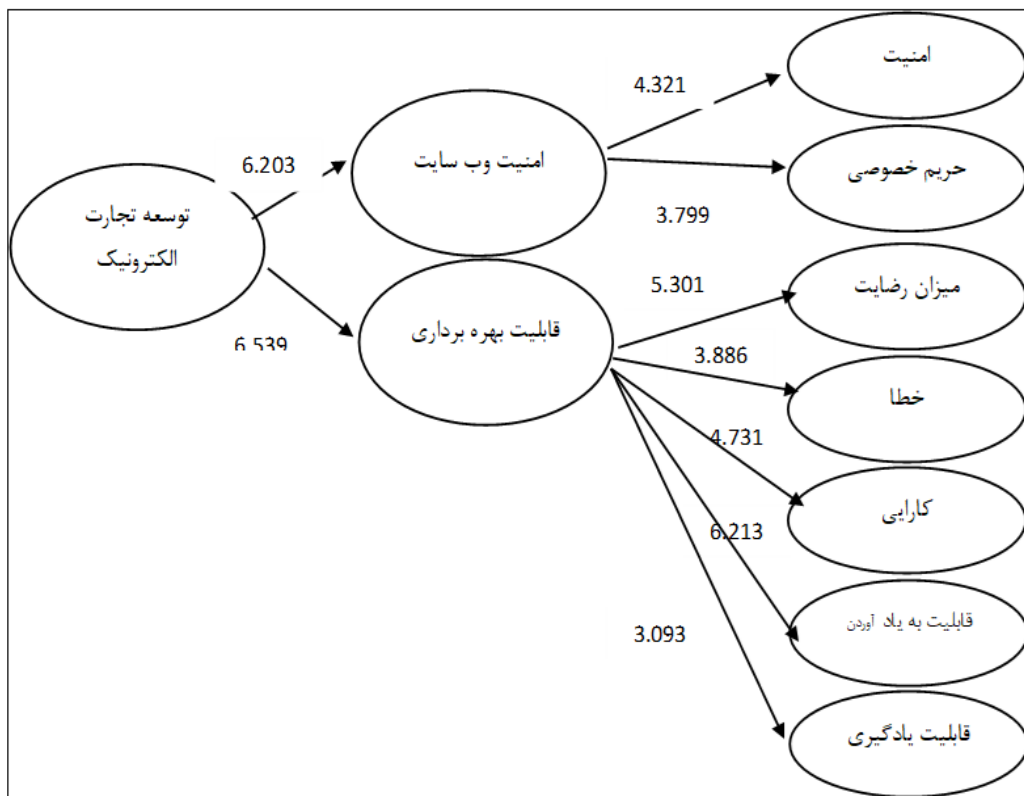 امنیت
4.321
امنیت وب سایت
6.203
حریم خصوصی
توسعه تجارت
الکترونیک
3.799
5.301
میزان رضایت
قابلیت بهره برداری
6.539
3.886
خطا
4.731
کارایی
6.213
قابلیت به یاد آوردن
3.093
قابلیت یادگیری